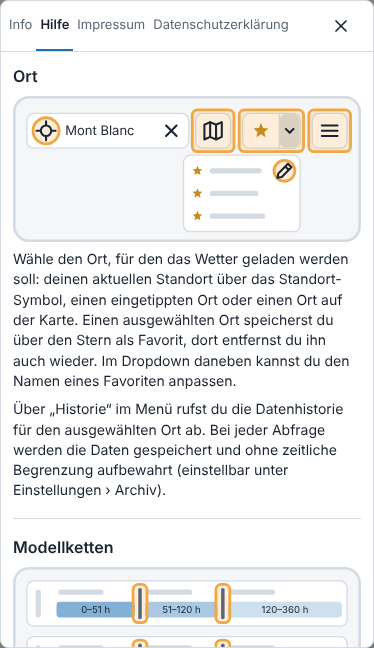 Info Hilfe Impressum Datenschutzerklärung
Ort
Mont Blanc
Wähle den Ort, für den das Wetter geladen werden
soll: deinen aktuellen Standort über das Standort-
Symbol, einen eingetippten Ort oder einen Ort auf
der Karte. Einen ausgewählten Ort speicherst du
über den Stern als Favorit, dort entfernst du ihn
auch wieder. Im Dropdown daneben kannst du den
Namen eines Favoriten anpassen.
Über „Historie“ im Menü rufst du die Datenhistorie
für den ausgewählten Ort ab. Bei jeder Abfrage
werden die Daten gespeichert und ohne zeitliche
Begrenzung aufbewahrt (einstellbar unter
Einstellungen › Archiv).
Modellketten
0–51 h 51–120 h 120–360 h